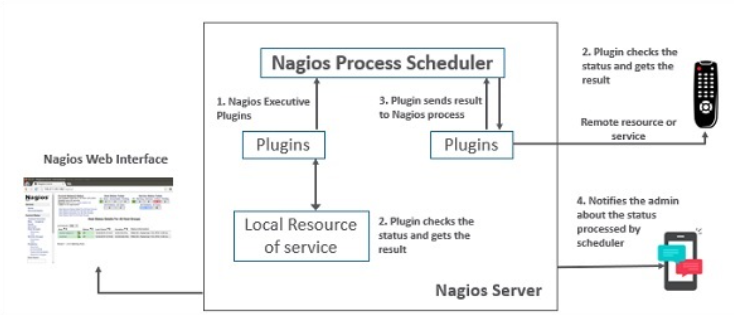 Nagios Process Scheduler
1. Nagios Executive
Plugins
3. Plugin sends result
to Nagios process
2. Plugin checks the
status and gets the
result
Plugins
Plugins
Remote resource or
service
Nagios Web Interface
Nagios
Local Resource
of service
2. Plugin checks the
status and gets the
result
4. Notifies the admin
about the status
processed by
scheduler
Nagios Server